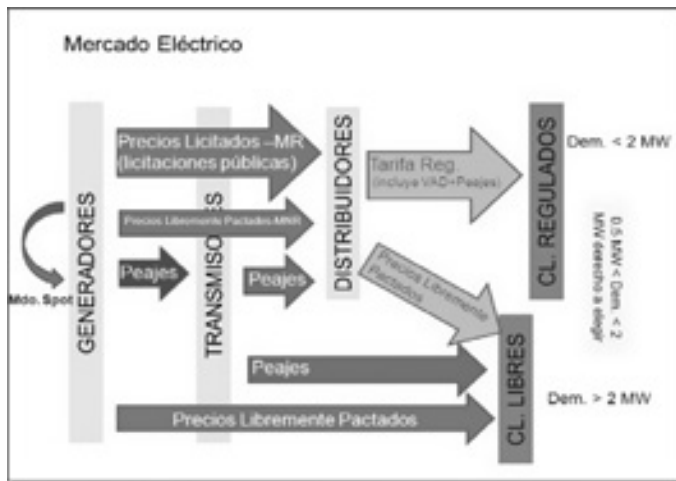 Mercado Eléctrico
GENERADORES
Mdo. Spot
Precios Licitados –MR
(licitaciones públicas)
Precios Libremente Pactados-MNR
Peajes
TRANSMISORES
Peajes
DISTRIBUIDORES
Tarifa Reg.
(incluye VAD+Peajes)
Precios Libremente
Pactados
CL. REGULADOS
Dem. < 2 MW
0.5 MW < Dem. < 2
MW derecho a elegir
Peajes
Precios Libremente Pactados
CL. LIBRES
Dem. > 2 MW